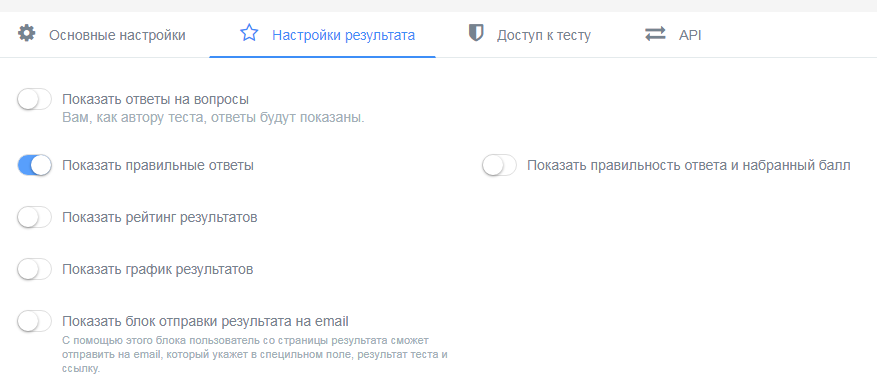 Основные настройки
Настройки результата
Доступ к тесту
API
Показать ответы на вопросы
Вам, как автору теста, ответы будут показаны.
Показать правильные ответы
Показать правильность ответа и набранный балл
Показать рейтинг результатов
Показать график результатов
Показать блок отправки результата на email
С помощью этого блока пользователь со страницы результата сможет
отправить на email, который укажет в специльном поле, результат теста и
ссылку.